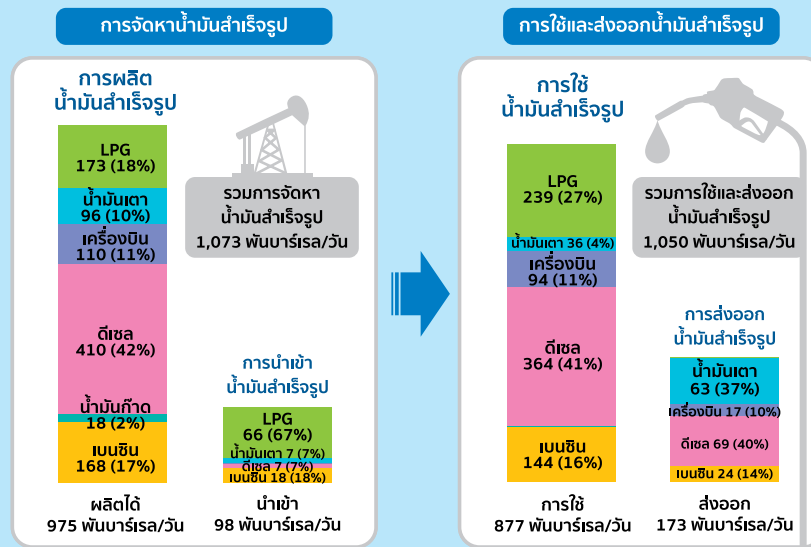 การจัดหาน้ำมันสำเร็จรูป
การผลิต
น้ำมันสำเร็จรูป
LPG
173 (18%)
น้ำมันเตา
96 (10%)
เครื่องบิน
110 (11%)
ดีเซล
410 (42%)
น้ำมันก๊าด
18 (2%)
เบนซิน
168 (17%)
ผลิตได้
975 พันบาร์เรล/วัน
รวมการจัดหา
น้ำมันสำเร็จรูป
1,073 พันบาร์เรล/วัน
การนำเข้า
น้ำมันสำเร็จรูป
LPG
66 (67%)
น้ำมันเตา 7 (7%)
ดีเซล 7 (7%)
เบนซิน 18 (18%)
นำเข้า
98 พันบาร์เรล/วัน
การใช้และส่งออกน้ำมันสำเร็จรูป
การใช้
น้ำมันสำเร็จรูป
LPG
239 (27%)
น้ำมันเตา 36 (4%)
เครื่องบิน
94 (11%)
ดีเซล
364 (41%)
เบนซิน
144 (16%)
การใช้
877 พันบาร์เรล/วัน
รวมการใช้และส่งออก
น้ำมันสำเร็จรูป
1,050 พันบาร์เรล/วัน
การส่งออก
น้ำมันสำเร็จรูป
น้ำมันเตา
63 (37%)
เครื่องบิน 17 (10%)
ดีเซล 69 (40%)
เบนซิน 24 (14%)
ส่งออก
173 พันบาร์เรล/วัน